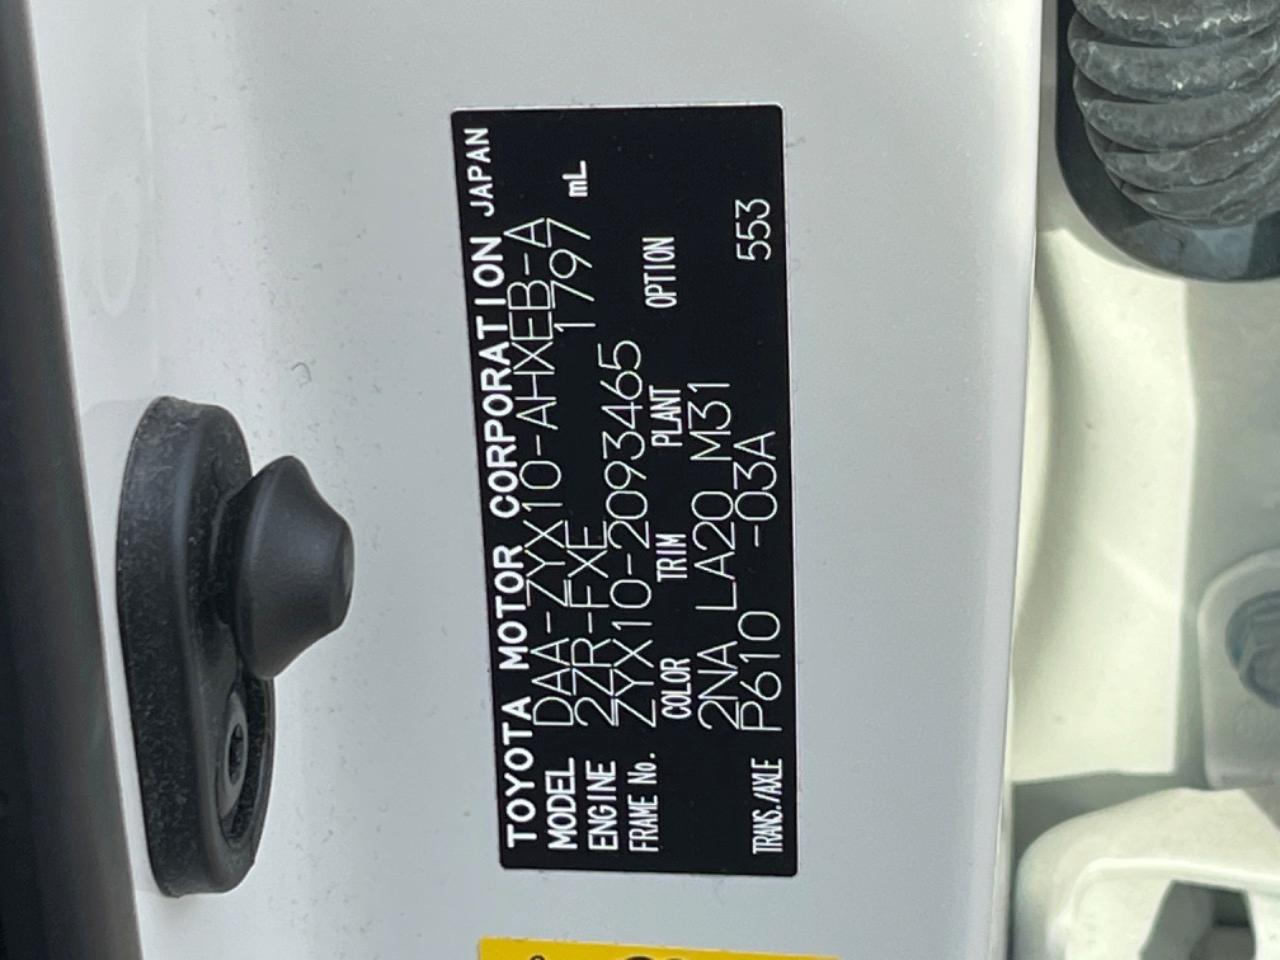 TOYOTA MOTOR CORPORATION JAPAN
MODEL DAA-ZYX10-AHXEB-A
ENGINE 2ZR-FXE 1797 mL
FRAME No. ZYX10-2093465
COLOR TRIM PLANT OPTION
2NA LA20 M31
TRANS./AXLE P610 -03A 553